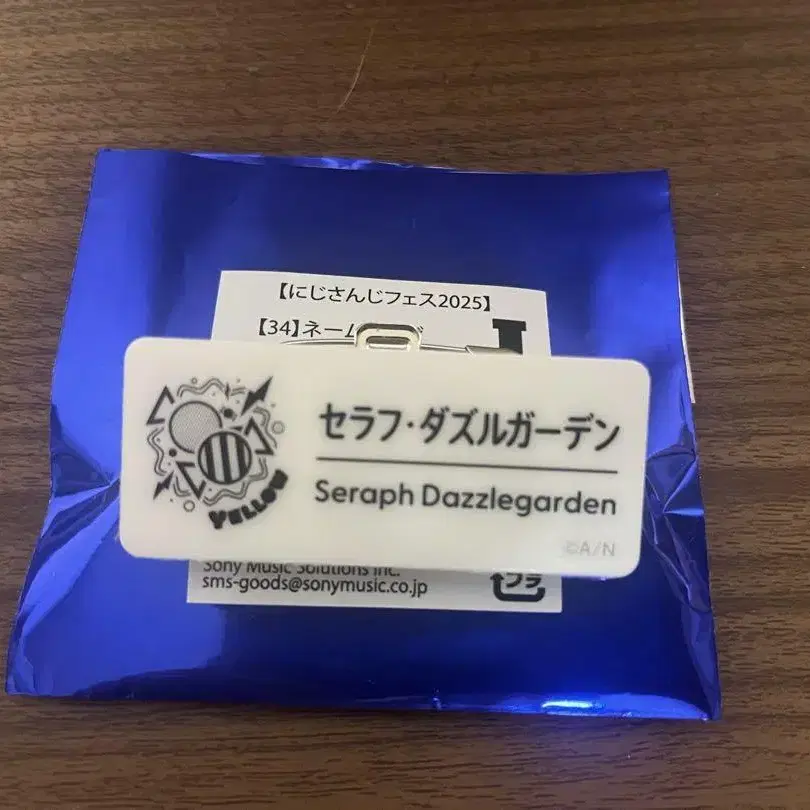 【にじさんじフェス2025】
【34】ネーム
セラフ・ダズルガーデン
Seraph Dazzlegarden
YELLOW
©A/N
Sony Music Solutions Inc.
sms-goods@sonymusic.co.jp
プラ